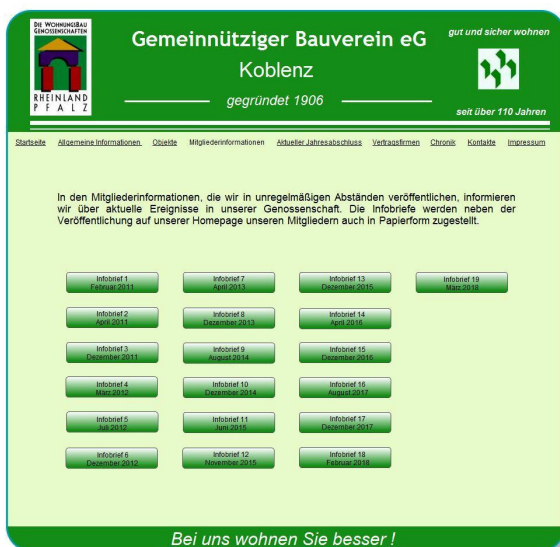 DIE WOHNUNGSBAU
GENOSSENSCHAFTEN
RHEINLAND
PFALZ
Gemeinnütziger Bauverein eG
Koblenz
gegründet 1906
gut und sicher wohnen
seit über 110 Jahren
Startseite Allgemeine Informationen Objekte Mitgliederinformationen Aktueller Jahresabschluss Vertragsfirmen Chronik Kontakte Impressum
In den Mitgliederinformationen, die wir in unregelmäßigen Abständen veröffentlichen, informieren
wir über aktuelle Ereignisse in unserer Genossenschaft. Die Infobriefe werden neben der
Veröffentlichung auf unserer Homepage unseren Mitgliedern auch in Papierform zugestellt.
Infobrief 1
Februar 2011
Infobrief 2
April 2011
Infobrief 3
Dezember 2011
Infobrief 4
März 2012
Infobrief 5
Juli 2012
Infobrief 6
Dezember 2012
Infobrief 7
April 2013
Infobrief 8
Dezember 2013
Infobrief 9
August 2014
Infobrief 10
Dezember 2014
Infobrief 11
Juni 2015
Infobrief 12
November 2015
Infobrief 13
Dezember 2015
Infobrief 14
April 2016
Infobrief 15
Dezember 2016
Infobrief 16
August 2017
Infobrief 17
Dezember 2017
Infobrief 18
Februar 2018
Infobrief 19
März 2018
Bei uns wohnen Sie besser !